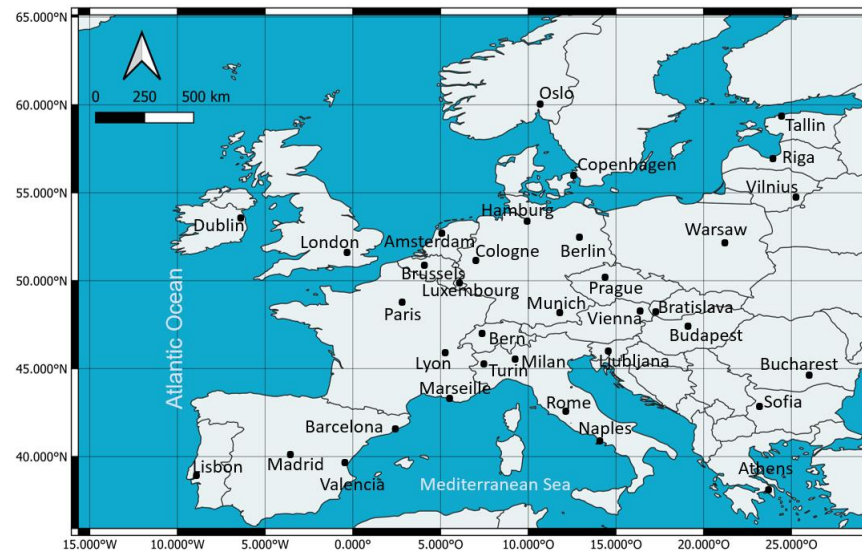 65.000°N
0 250 500 km
60.000°N
Oslo
Tallin
Riga
Copenhagen
55.000°N
Vilnius
Hamburg
Dublin
Warsaw
London
Amsterdam
Cologne
Berlin
50.000°N
Brussels
Luxembourg
Prague
Paris
Munich
Vienna
Bratislava
Budapest
Atlantic Ocean
Bern
45.000°N
Lyon
Turin
Milan
Ljubljana
Bucharest
Marseille
Rome
Sofia
Barcelona
Naples
40.000°N
Lisbon
Madrid
Valencia
Mediterranean Sea
Athens
15.000°W 10.000°W 5.000°W 0.000° 5.000°O 10.000°O 15.000°O 20.000°O 25.000°O